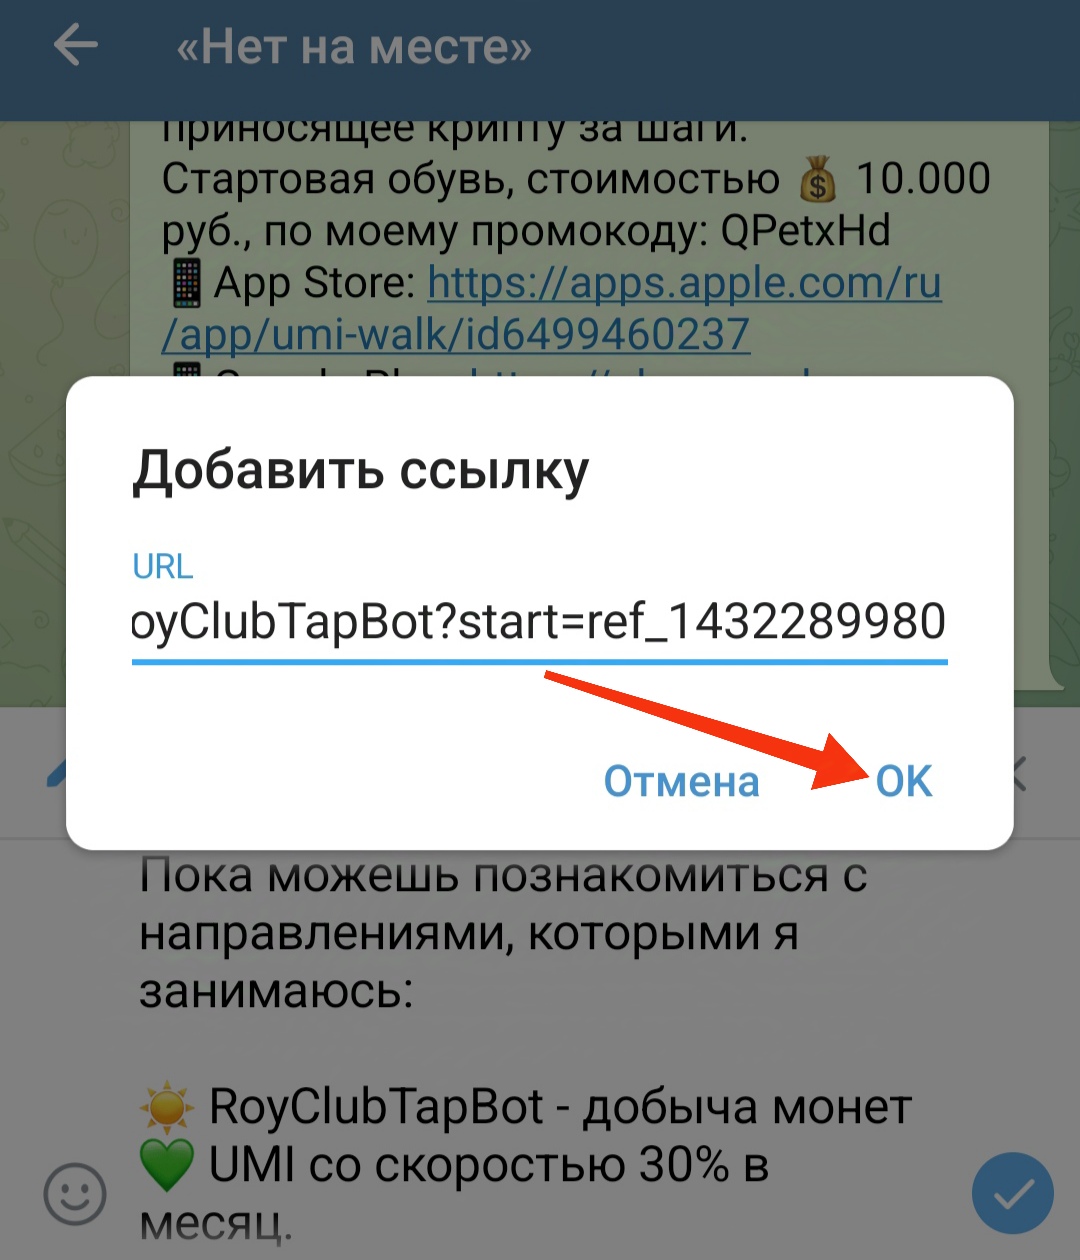 «Нет на месте»
приносящее крипту за шаги.
Стартовая обувь, стоимостью 💰 10.000
руб., по моему промокоду: QPetxHd
📱 App Store: https://apps.apple.com/ru
/app/umi-walk/id6499460237
Добавить ссылку
URL
oyClubTapBot?start=ref_1432289980
Отмена
OK
Пока можешь познакомиться с
направлениями, которыми я
занимаюсь:
☀️ RoyClubTapBot - добыча монет
💚 UMI со скоростью 30% в
месяц.